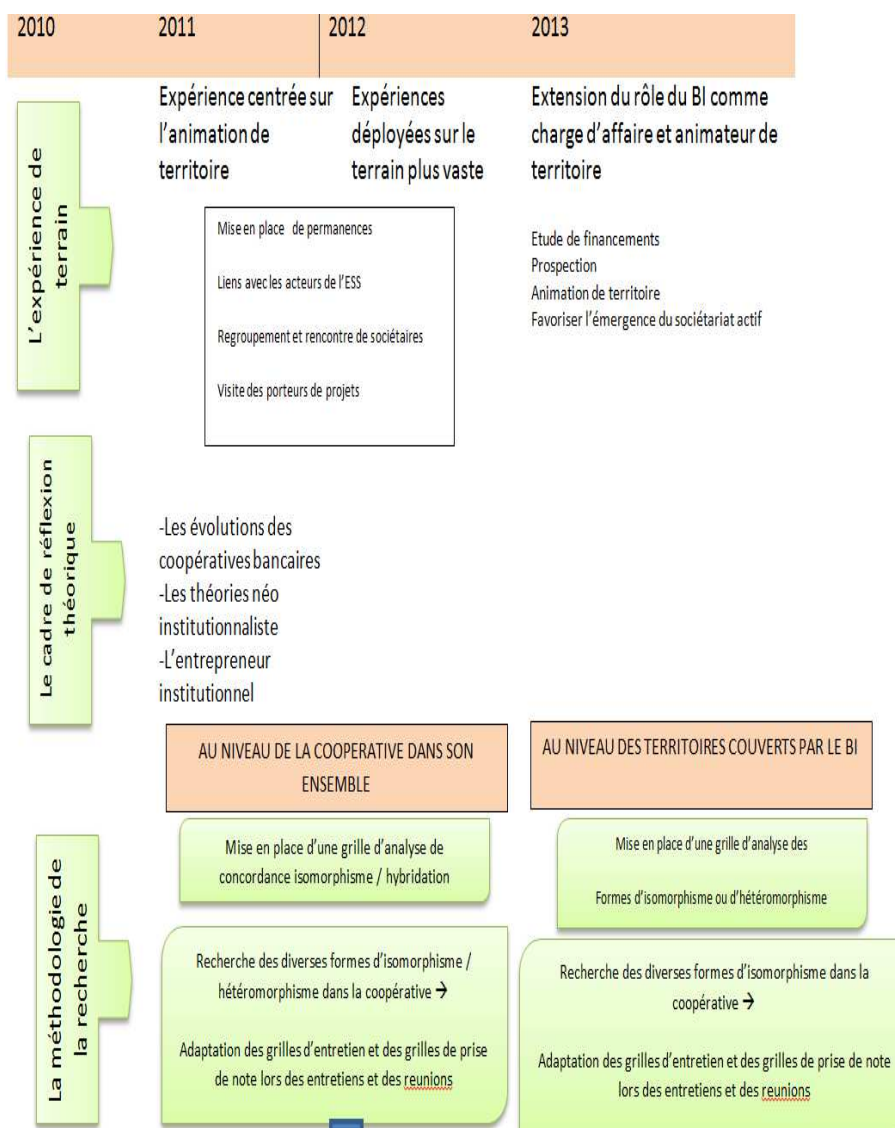 2010
2011
2012
2013
L'expérience de
terrain
Expérience centrée sur
l'animation de
territoire
Expériences
déployées sur le
terrain plus vaste
Extension du rôle du BI comme
charge d'affaire et animateur de
territoire
Mise en place de permanences
Liens avec les acteurs de l'ESS
Regroupement et rencontre de sociétaires
Visite des porteurs de projets
Etude de financements
Prospection
Animation de territoire
Favoriser l'émergence du sociétariat actif
Le cadre de réflexion
théorique
-Les évolutions des
coopératives bancaires
-Les théories néo
institutionnaliste
-L'entrepreneur
institutionnel
La méthodologie de
la recherche
AU NIVEAU DE LA COOPERATIVE DANS SON
ENSEMBLE
Mise en place d'une grille d'analyse de
concordance isomorphisme / hybridation
Recherche des diverses formes d'isomorphisme /
hétéromorphisme dans la coopérative →
Adaptation des grilles d'entretien et des grilles de prise
de note lors des entretiens et des reunions
AU NIVEAU DES TERRITOIRES COUVERTS PAR LE BI
Mise en place d'une grille d'analyse des
Formes d'isomorphisme ou d'hétéromorphisme
Recherche des diverses formes d'isomorphisme dans la
coopérative →
Adaptation des grilles d'entretien et des grilles de prise de note
lors des entretiens et des reunions